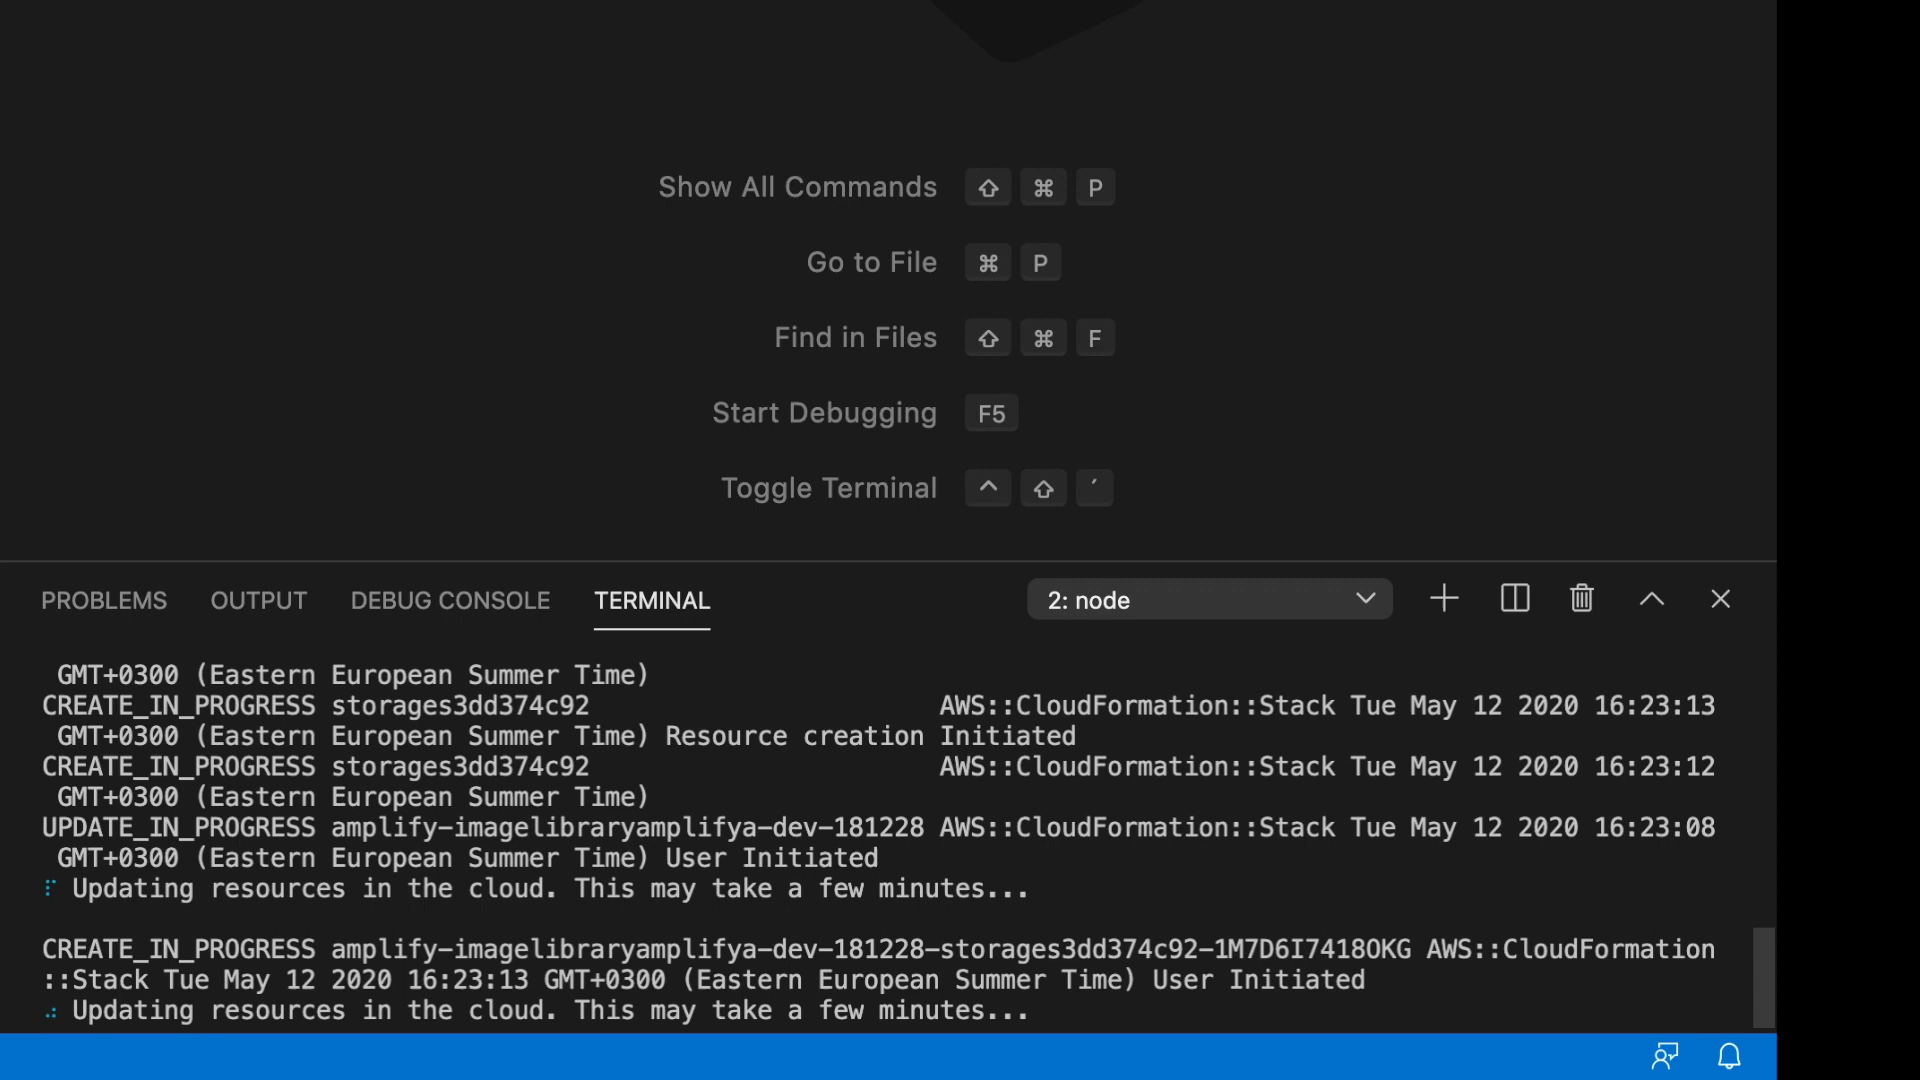 Show All Commands ⇧ ⌘ P
Go to File ⌘ P
Find in Files ⇧ ⌘ F
Start Debugging F5
Toggle Terminal ^ ⇧ ´
PROBLEMS OUTPUT DEBUG CONSOLE TERMINAL 2: node
GMT+0300 (Eastern European Summer Time)
CREATE_IN_PROGRESS storages3dd374c92 AWS::CloudFormation::Stack Tue May 12 2020 16:23:13
GMT+0300 (Eastern European Summer Time) Resource creation Initiated
CREATE_IN_PROGRESS storages3dd374c92 AWS::CloudFormation::Stack Tue May 12 2020 16:23:12
GMT+0300 (Eastern European Summer Time)
UPDATE_IN_PROGRESS amplify-imagelibraryamplifya-dev-181228 AWS::CloudFormation::Stack Tue May 12 2020 16:23:08
GMT+0300 (Eastern European Summer Time) User Initiated
⠏ Updating resources in the cloud. This may take a few minutes...
CREATE_IN_PROGRESS amplify-imagelibraryamplifya-dev-181228-storages3dd374c92-1M7D6I7418OKG AWS::CloudFormation
::Stack Tue May 12 2020 16:23:13 GMT+0300 (Eastern European Summer Time) User Initiated
⠴ Updating resources in the cloud. This may take a few minutes...